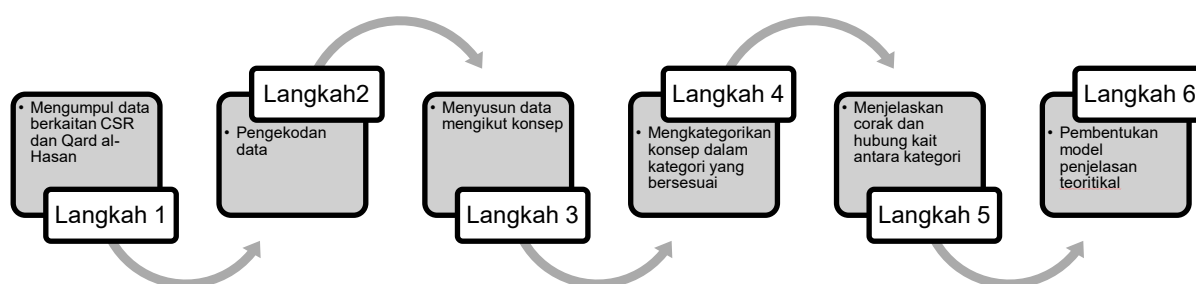 Langkah 1
• Mengumpul data
berkaitan CSR
dan Qard al-
Hasan
Langkah2
• Pengekodan
data
Langkah 3
• Menyusun data
mengikut konsep
Langkah 4
• Mengkategorikan
konsep dalam
kategori yang
bersesuai
Langkah 5
• Menjelaskan
corak dan
hubung kait
antara kategori
Langkah 6
• Pembentukan
model
penjelasan
teoritikal